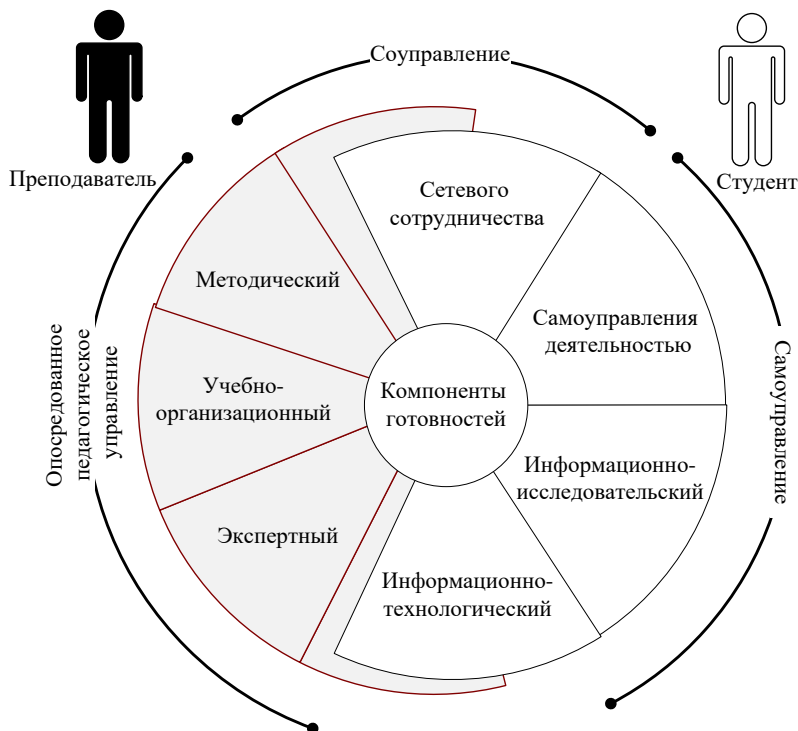 Соуправление
Преподаватель
Студент
Сетевого
сотрудничества
Методический
Самоуправления
деятельностью
Опосредованное
педагогическое
управление
Учебно-
организационный
Компоненты
готовностей
Самоуправление
Информационно-
исследовательский
Экспертный
Информационно-
технологический